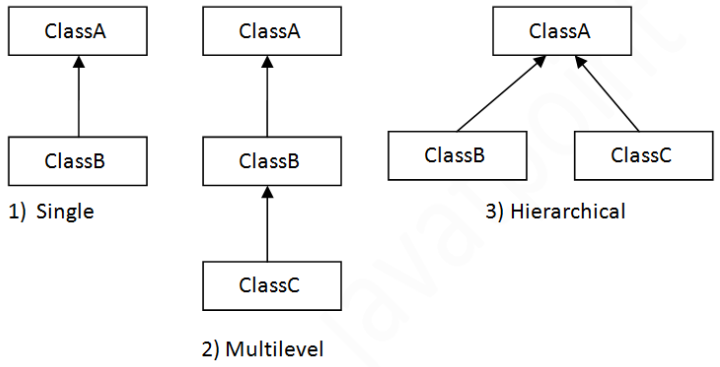 ClassA
ClassB
1) Single
ClassA
ClassB
ClassC
2) Multilevel
ClassA
ClassB
ClassC
3) Hierarchical